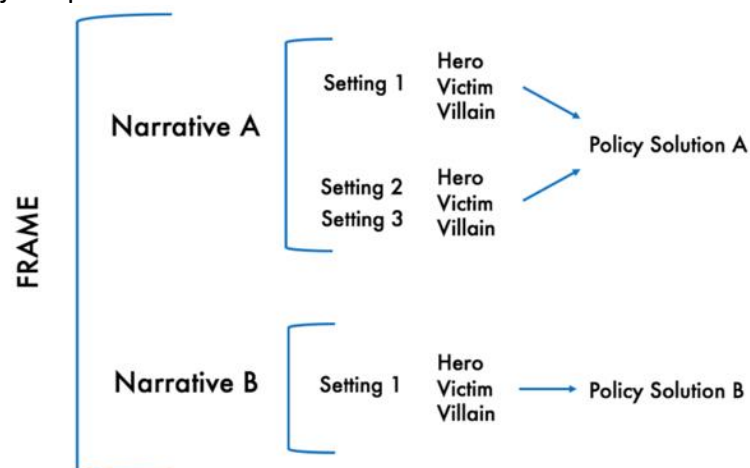 FRAME
Narrative A
Setting 1
Hero
Victim
Villain
Setting 2
Setting 3
Hero
Victim
Villain
Policy Solution A
Narrative B
Setting 1
Hero
Victim
Villain
Policy Solution B